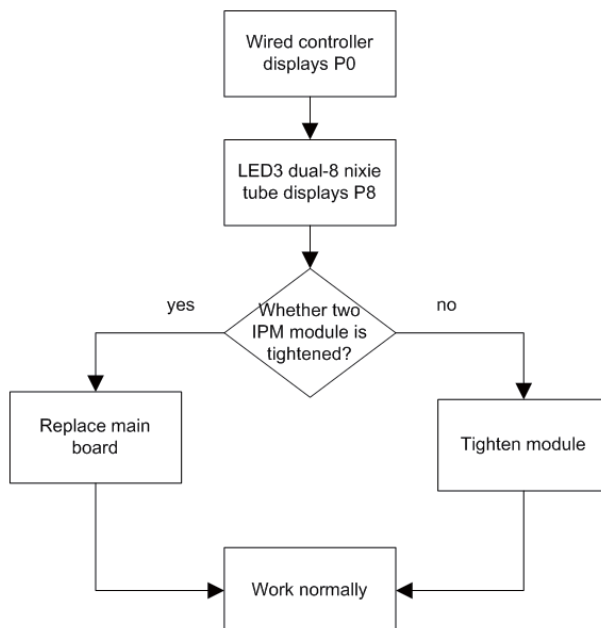 Wired controller
displays P0
LED3 dual-8 nixie
tube displays P8
yes
Whether two
IPM module is
tightened?
no
Replace main
board
Tighten module
Work normally